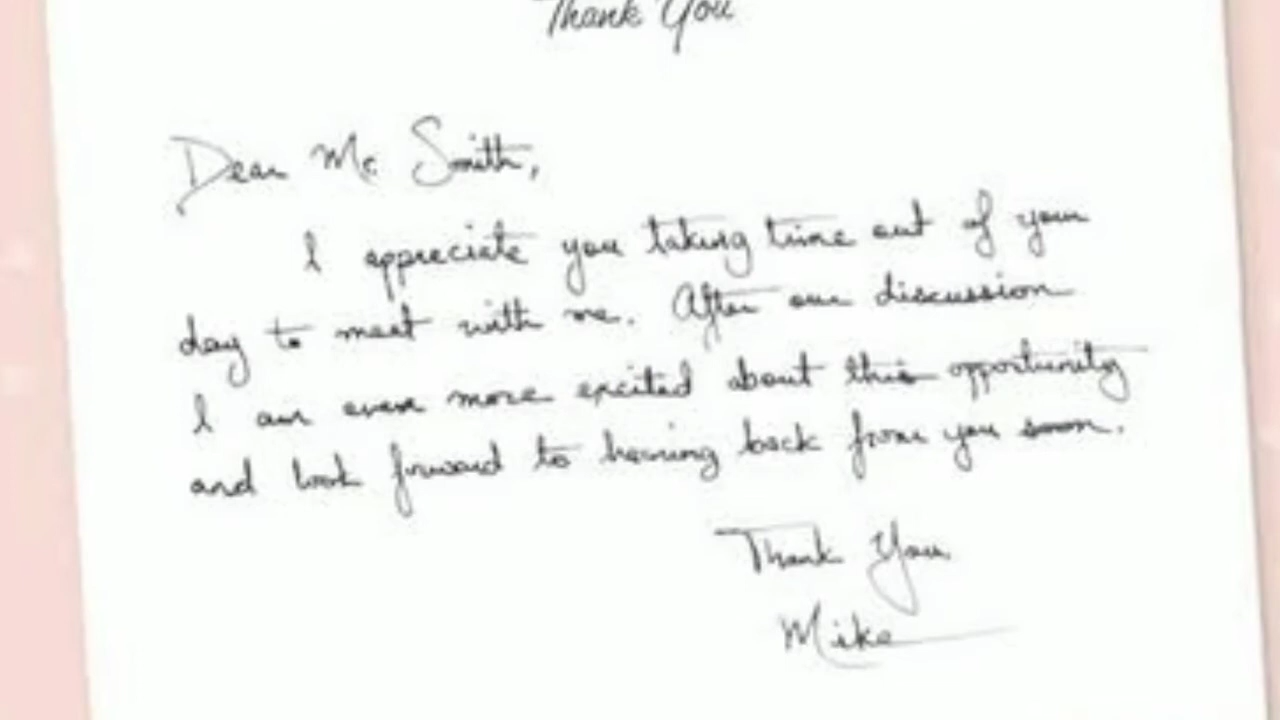 Thank You
Dear Mr Smith,
I appreciate you taking time out of your
day to meet with me. After our discussion
I am even more excited about this opportunity
and look forward to hearing back from you soon.
Thank You
Mike